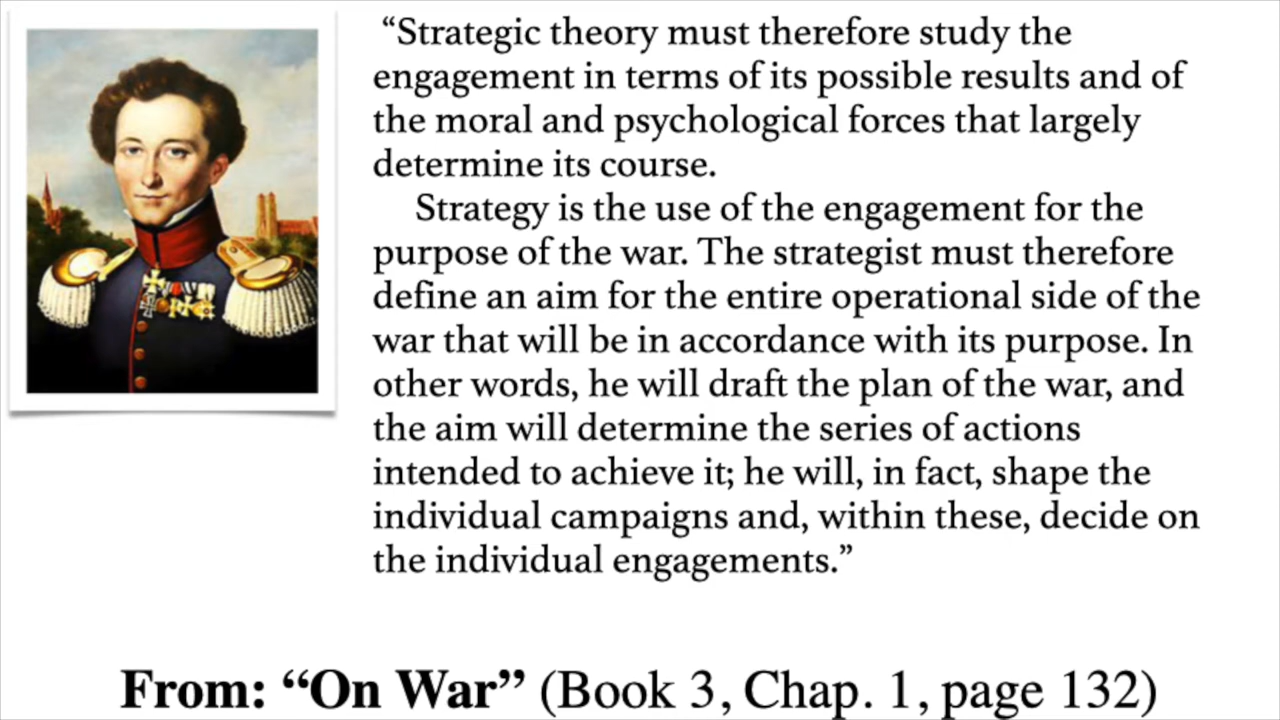 “Strategic theory must therefore study the
engagement in terms of its possible results and of
the moral and psychological forces that largely
determine its course.
Strategy is the use of the engagement for the
purpose of the war. The strategist must therefore
define an aim for the entire operational side of the
war that will be in accordance with its purpose. In
other words, he will draft the plan of the war, and
the aim will determine the series of actions
intended to achieve it; he will, in fact, shape the
individual campaigns and, within these, decide on
the individual engagements.”
From: “On War” (Book 3, Chap. 1, page 132)